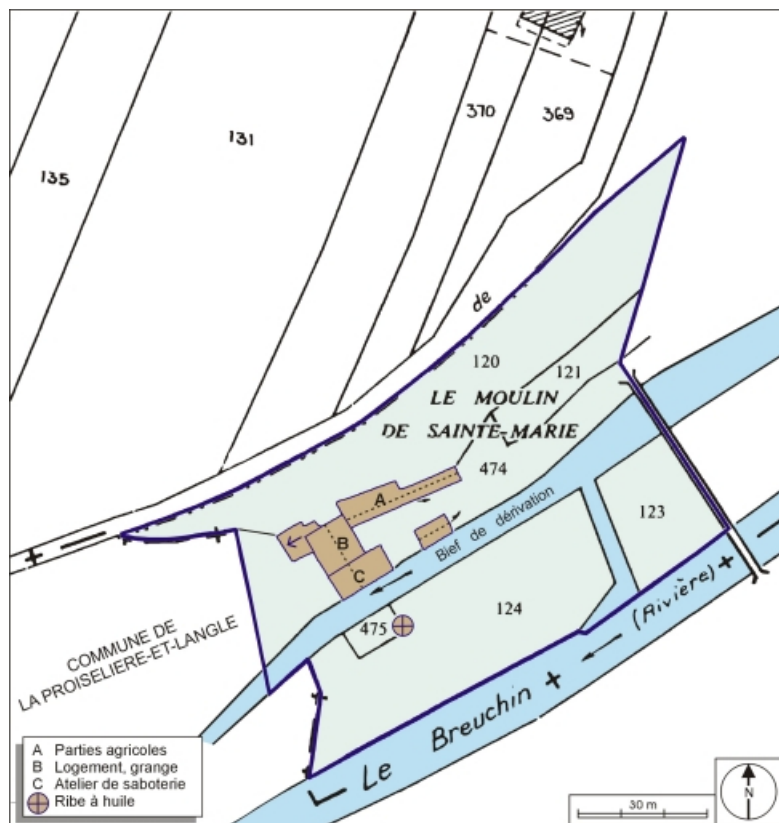 370
369
131
135
de
120
121
LE MOULIN
DE SAINTE-MARIE
474
A
B
C
Bief de dérivation
123
124
475
(Rivière)
Le Breuchin
COMMUNE DE
LA PROISELIERE-ET-LANGLE
A Parties agricoles
B Logement, grange
C Atelier de saboterie
Ribe à huile
30 m
N